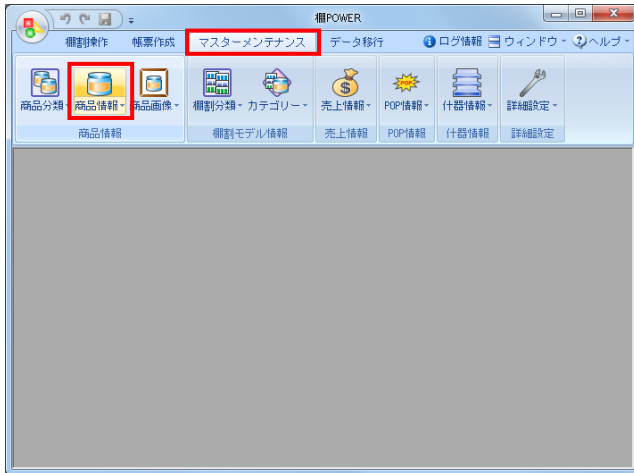 棚POWER
棚割操作 帳票作成 マスターメンテナンス データ移行 ログ情報 ウィンドウ ヘルプ
商品分類 商品情報 商品画像 棚割分類 カテゴリー 売上情報 POP POP情報 什器情報 詳細設定
商品情報 棚割モデル情報 売上情報 POP情報 什器情報 詳細設定